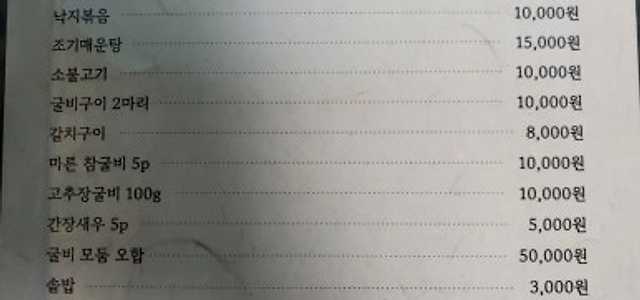 낙지볶음 10,000원
조기매운탕 15,000원
소불고기 10,000원
굴비구이 2마리 10,000원
갈치구이 8,000원
마른 참굴비 5p 10,000원
고추장굴비 100g 10,000원
간장새우 5p 5,000원
굴비 모둠 오합 50,000원
솥밥 3,000원